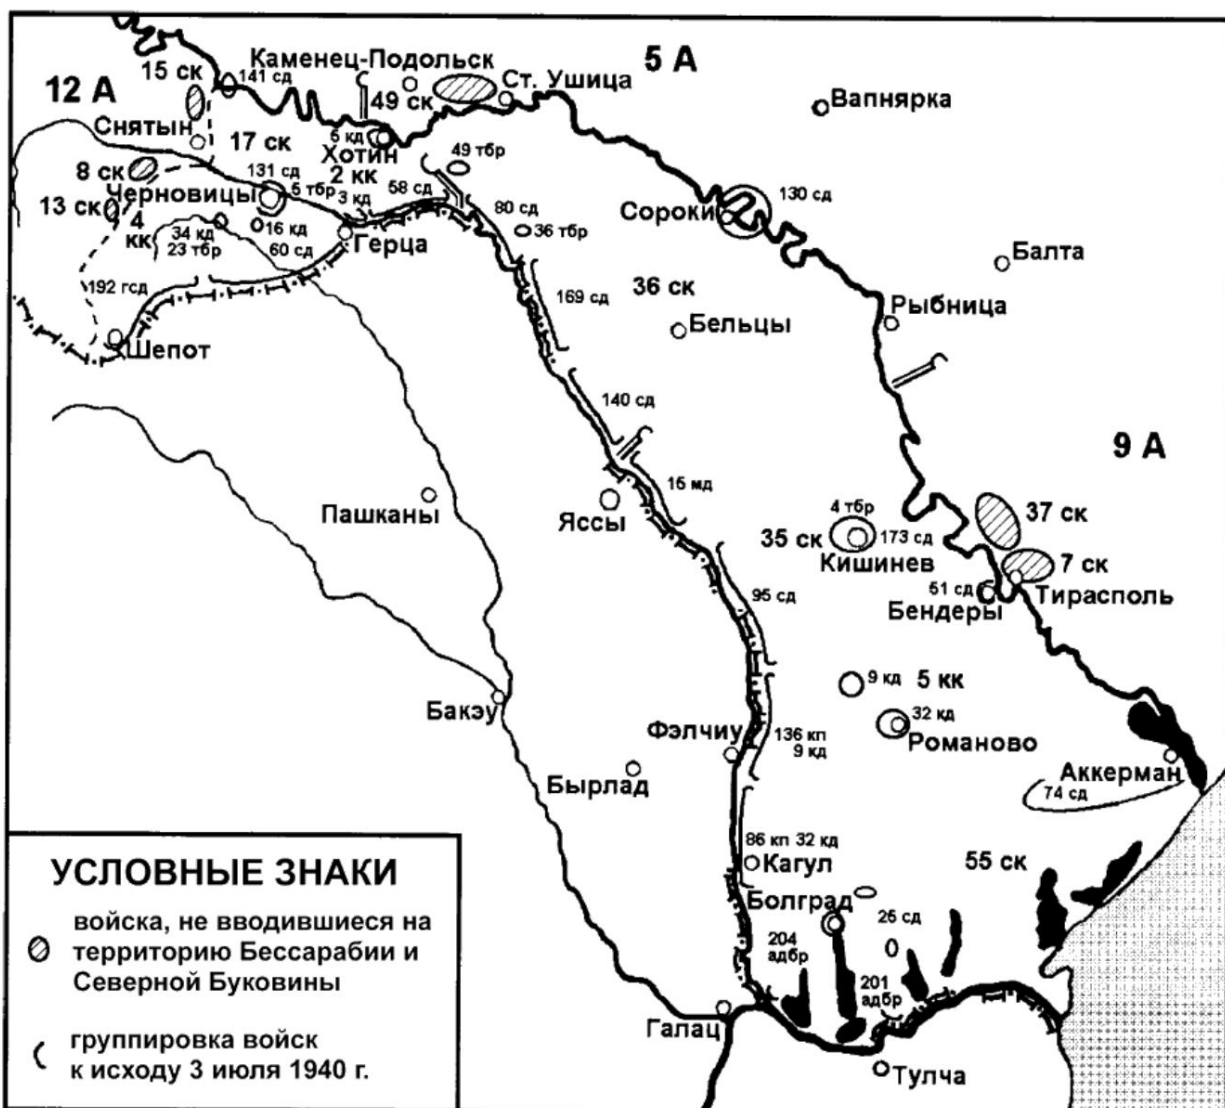 5 А
12 А
15 ск
141 сд
Каменец-Подольск
Ст. Ушица
49 ск
Вапнярка
Снятын
17 ск
6 кд
Хотин
2 кк
49 тбр
8 ск
131 сд
Черновицы
5 тбр
3 кд
58 сд
80 сд
130 сд
Сороки
13 ск
4
кк
34 кд
23 тбр
16 кд
60 сд
Герца
36 тбр
Балта
192 гсд
169 сд
36 ск
Бельцы
Рыбница
Шепот
140 сд
9 А
Пашканы
Яссы
15 мд
4 тбр
35 ск
173 сд
Кишинев
37 ск
7 ск
51 сд
Бендеры
Тирасполь
95 сд
9 кд
5 кк
32 кд
Романово
Бакэу
Фэлчиу
136 кп
9 кд
Бырлад
Аккерман
74 сд
86 кп 32 кд
Кагул
55 ск
Болград
25 сд
204
адбр
201
адбр
Галац
Тулча
УСЛОВНЫЕ ЗНАКИ
войска, не вводившиеся на
территорию Бессарабии и
Северной Буковины
группировка войск
к исходу 3 июля 1940 г.